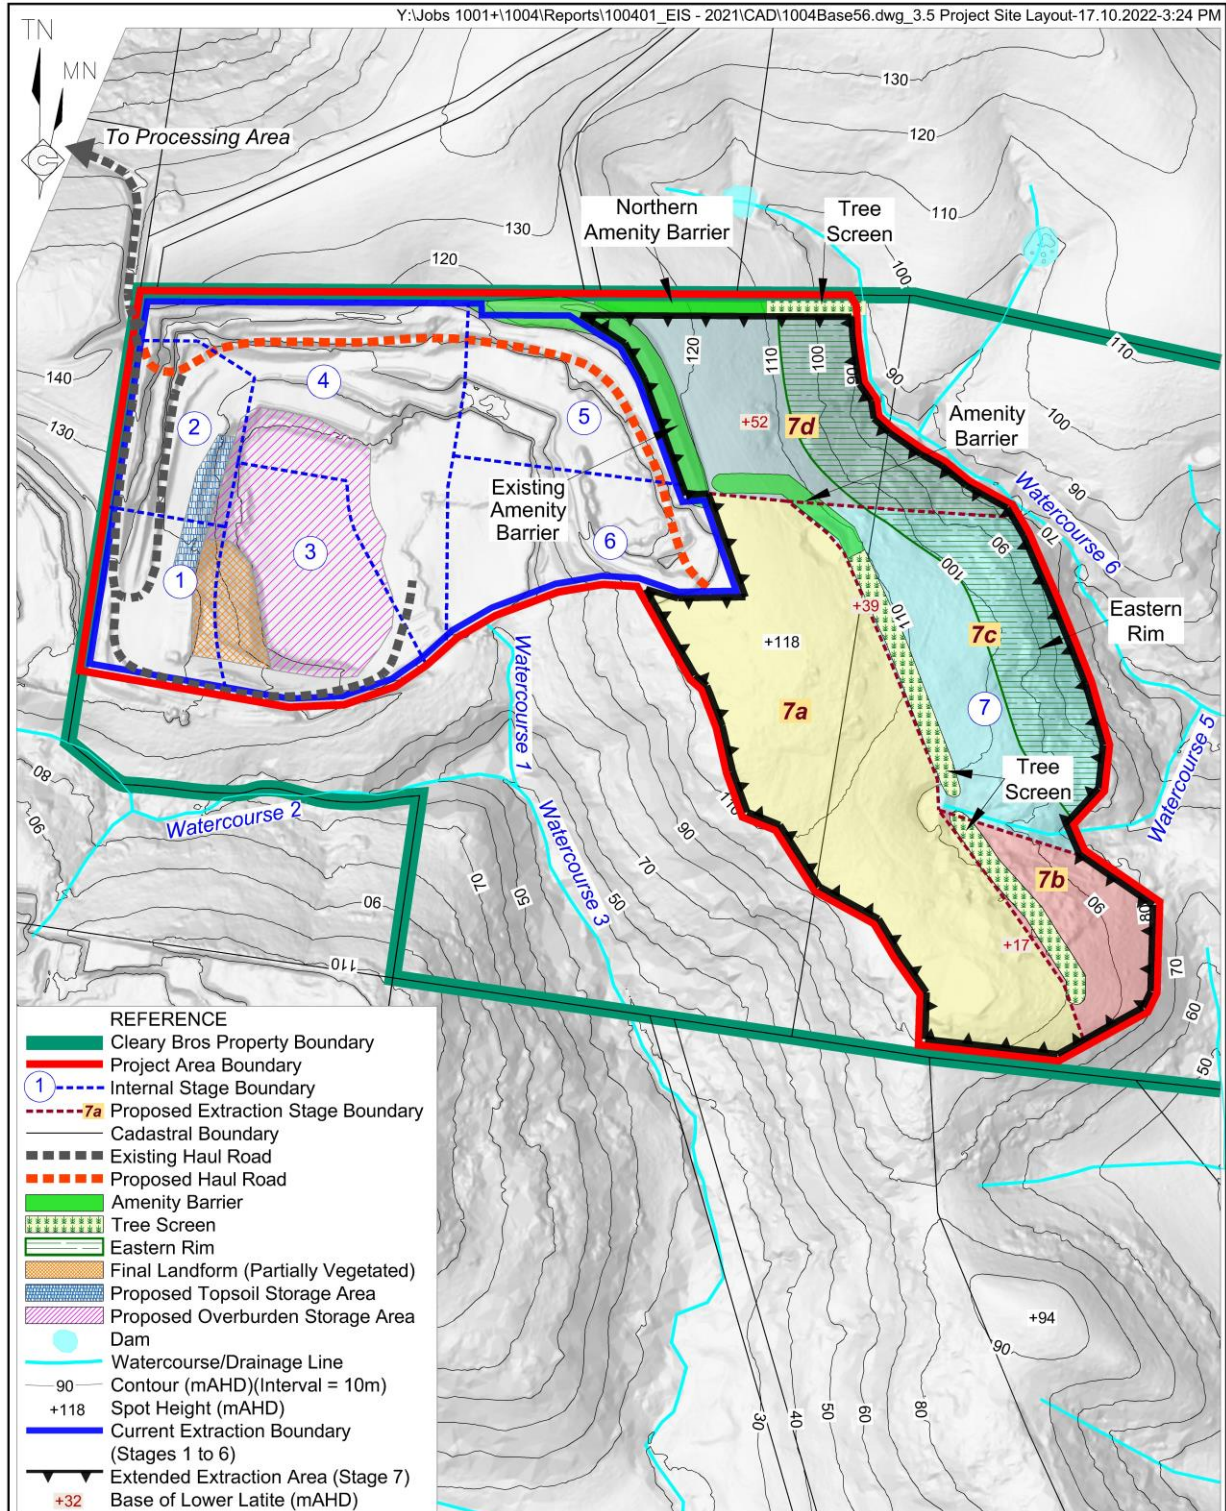 Y:\Jobs 1001+\1004\Reports\100401_EIS - 2021\CAD\1004Base56.dwg_3.5 Project Site Layout-17.10.2022-3:24 PM
TN
MN
To Processing Area
130
120
Northern
Amenity Barrier
Tree
Screen
110
130
120
100
140
130
110
90
120
110
100
90
100
4
2
5
+52
7d
Amenity
Barrier
90
Existing
Amenity
Barrier
Watercourse 6
70
90
3
6
1
100
+39
110
7c
Eastern
Rim
+118
7a
7
Watercourse 1
Tree
Screen
Watercourse 5
80
90
Watercourse 2
Watercourse 3
110
90
70
50
70
50
90
7b
90
80
+17
110
70
60
50
REFERENCE
Cleary Bros Property Boundary
Project Area Boundary
1 Internal Stage Boundary
7a Proposed Extraction Stage Boundary
Cadastral Boundary
Existing Haul Road
Proposed Haul Road
Amenity Barrier
Tree Screen
Eastern Rim
Final Landform (Partially Vegetated)
Proposed Topsoil Storage Area
Proposed Overburden Storage Area
Dam
Watercourse/Drainage Line
90 Contour (mAHD)(Interval = 10m)
+118 Spot Height (mAHD)
Current Extraction Boundary
(Stages 1 to 6)
Extended Extraction Area (Stage 7)
+32 Base of Lower Latite (mAHD)
+94
90
30
40
50
60
80